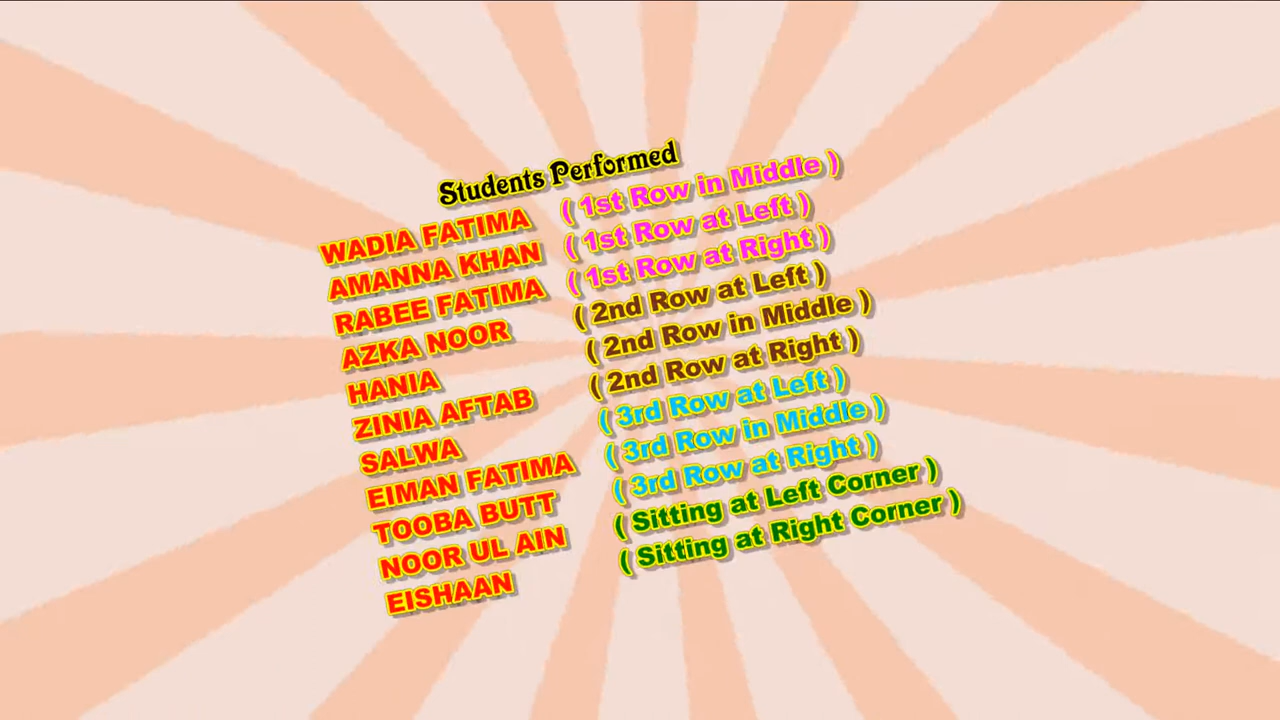 Students Performed
WADIA FATIMA ( 1st Row in Middle )
AMANNA KHAN ( 1st Row at Left )
RABEE FATIMA ( 1st Row at Right )
AZKA NOOR ( 2nd Row at Left )
HANIA ( 2nd Row in Middle )
ZINIA AFTAB ( 2nd Row at Right )
SALWA ( 3rd Row at Left )
EIMAN FATIMA ( 3rd Row in Middle )
TOOBA BUTT ( 3rd Row at Right )
NOOR UL AIN ( Sitting at Left Corner )
EISHAAN ( Sitting at Right Corner )